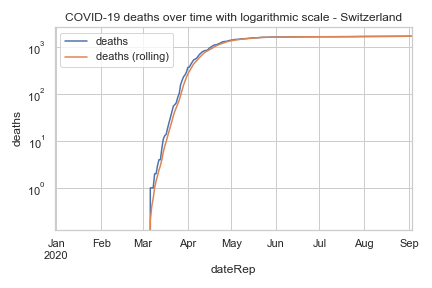 COVID-19 deaths over time with logarithmic scale - Switzerland
deaths
deaths (rolling)
10³
10²
10¹
10⁰
deaths
Jan Feb Mar Apr May Jun Jul Aug Sep
2020
dateRep